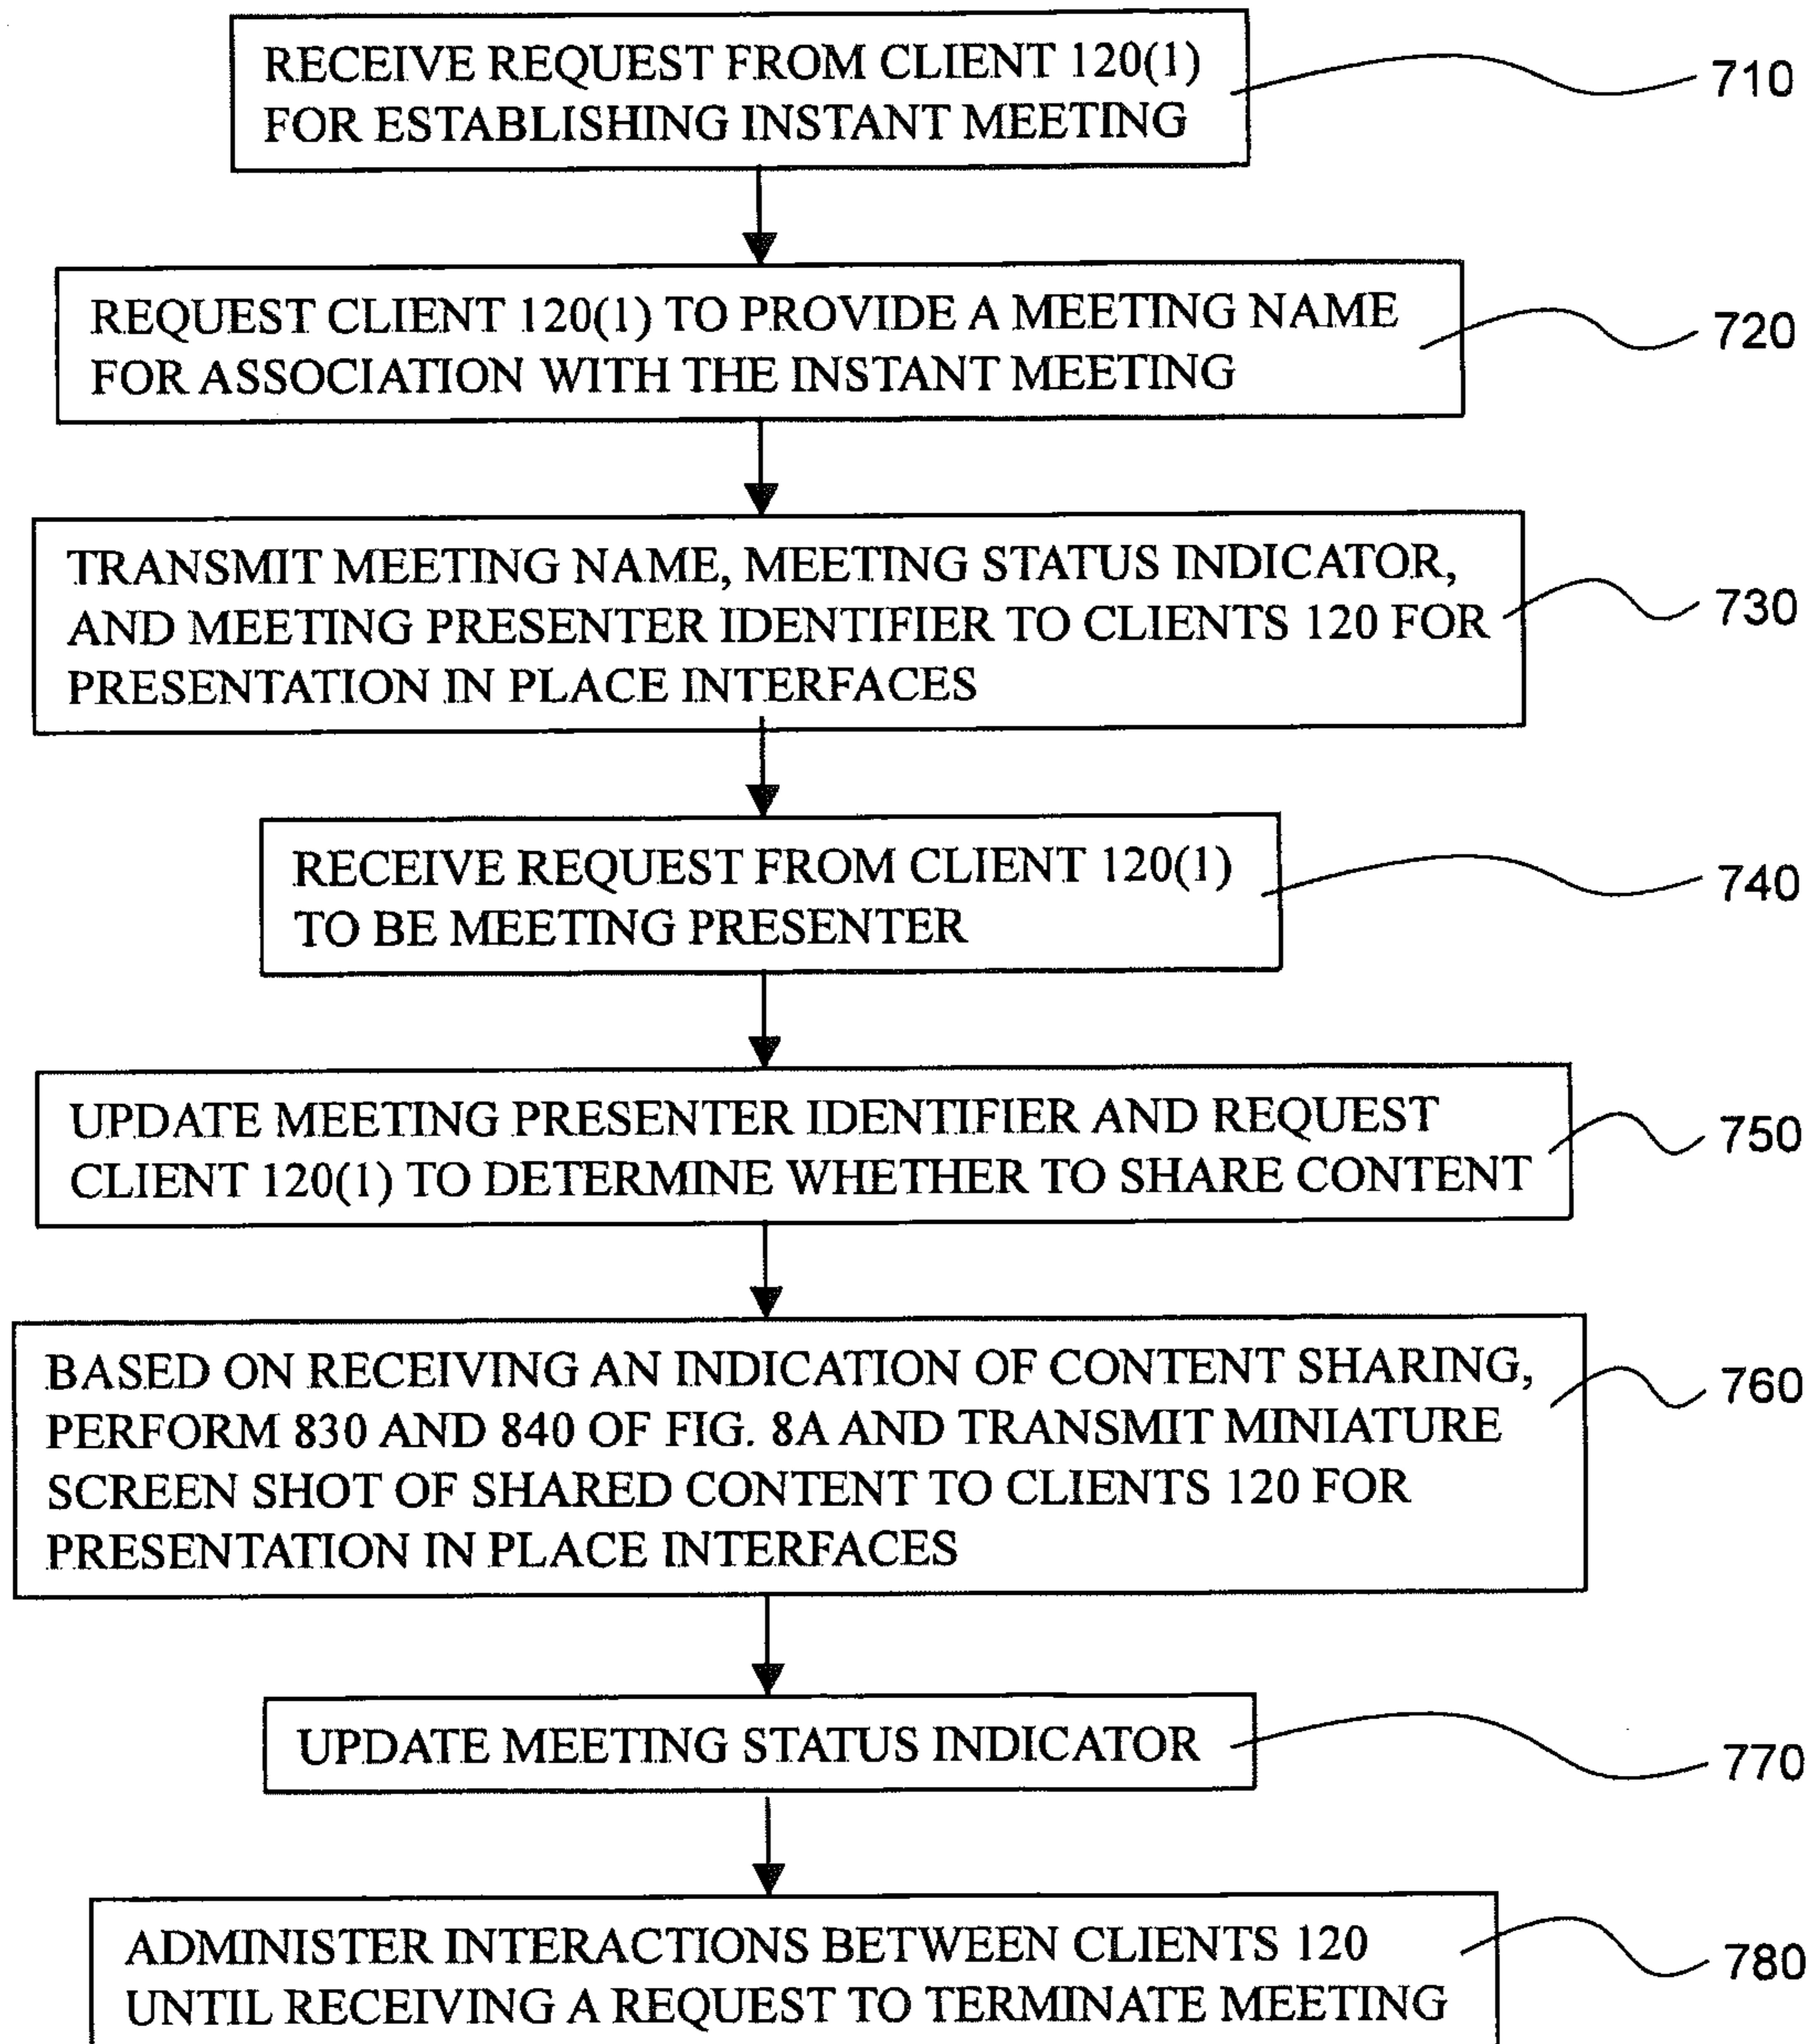 RECEIVE REQUEST FROM CLIENT 120(1)
FOR ESTABLISHING INSTANT MEETING
710
REQUEST CLIENT 120(1) TO PROVIDE A MEETING NAME
FOR ASSOCIATION WITH THE INSTANT MEETING
720
TRANSMIT MEETING NAME, MEETING STATUS INDICATOR,
AND MEETING PRESENTER IDENTIFIER TO CLIENTS 120 FOR
PRESENTATION IN PLACE INTERFACES
730
RECEIVE REQUEST FROM CLIENT 120(1)
TO BE MEETING PRESENTER
740
UPDATE MEETING PRESENTER IDENTIFIER AND REQUEST
CLIENT 120(1) TO DETERMINE WHETHER TO SHARE CONTENT
750
BASED ON RECEIVING AN INDICATION OF CONTENT SHARING,
PERFORM 830 AND 840 OF FIG. 8A AND TRANSMIT MINIATURE
SCREEN SHOT OF SHARED CONTENT TO CLIENTS 120 FOR
PRESENTATION IN PLACE INTERFACES
760
UPDATE MEETING STATUS INDICATOR
770
ADMINISTER INTERACTIONS BETWEEN CLIENTS 120
UNTIL RECEIVING A REQUEST TO TERMINATE MEETING
780